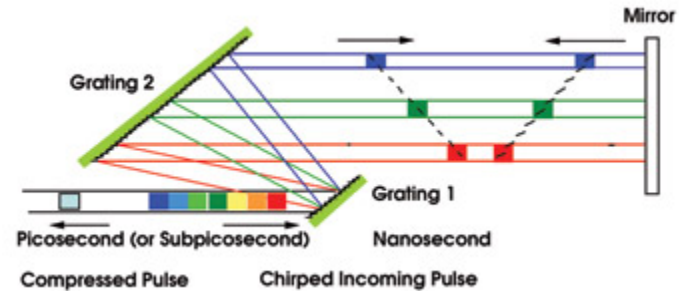 Mirror
Grating 2
Grating 1
Picosecond (or Subpicosecond)
Nanosecond
Compressed Pulse
Chirped Incoming Pulse